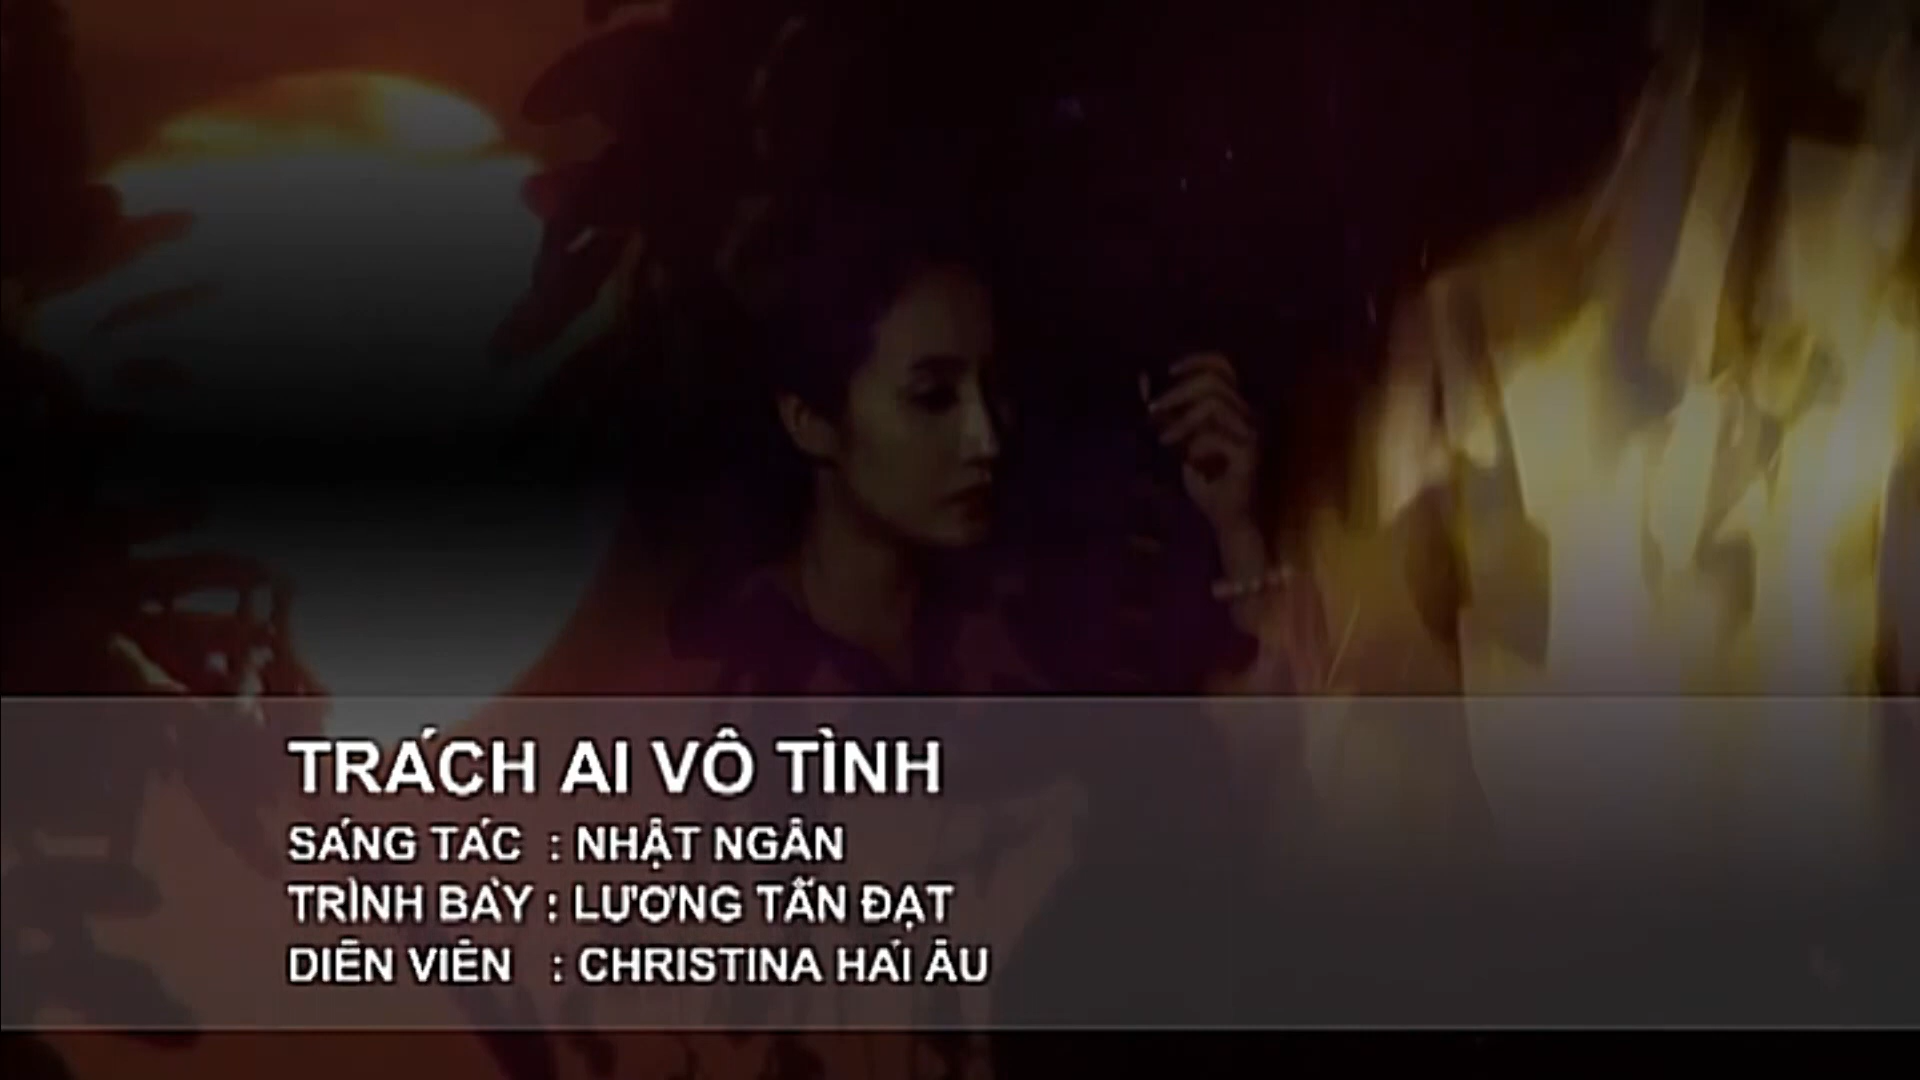 TRÁCH AI VÔ TÌNH
SÁNG TÁC : NHẬT NGÂN
TRÌNH BÀY : LƯƠNG TẤN ĐẠT
DIỄN VIÊN : CHRISTINA HẢI ÂU